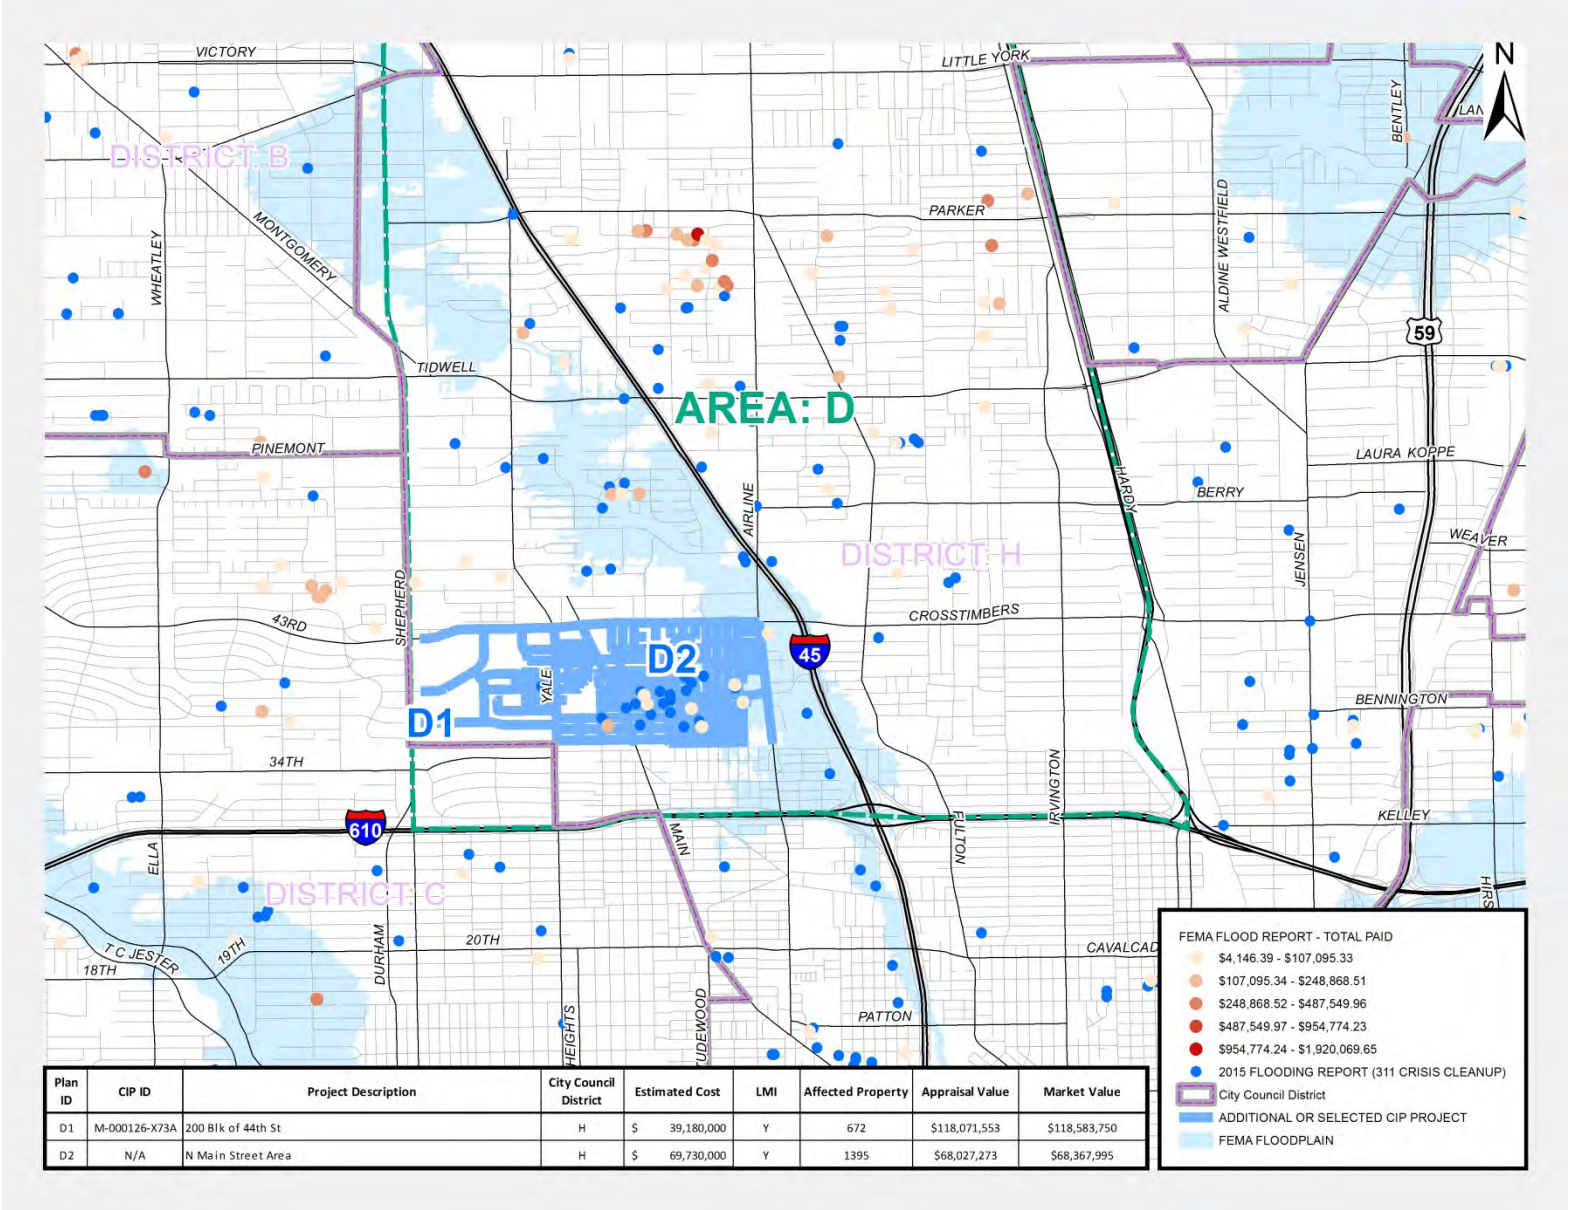 VICTORY
LITTLE YORK
N
BENTLEY
LAN
DISTRICT: B
MONTGOMERY
WHEATLEY
PARKER
ALDINE WESTFIELD
59
TIDWELL
AREA: D
PINEMONT
LAURA KOPPE
HARDY
BERRY
AIRLINE
WEAVER
DISTRICT: H
JENSEN
SHEPHERD
43RD
CROSSTIMBERS
D2
45
YALE
D1
BENNINGTON
34TH
IRVINGTON
610
MAIN
FULTON
KELLEY
ELLA
DISTRICT: C
HIRS
T C JESTER
19TH
18TH
DURHAM
20TH
CAVALCAD
HEIGHTS
TUDEWOOD
PATTON
FEMA FLOOD REPORT - TOTAL PAID
$4,146.39 - $107,095.33
$107,095.34 - $248,868.51
$248,868.52 - $487,549.96
$487,549.97 - $954,774.23
$954,774.24 - $1,920,069.65
2015 FLOODING REPORT (311 CRISIS CLEANUP)
City Council District
ADDITIONAL OR SELECTED CIP PROJECT
FEMA FLOODPLAIN
Plan ID CIP ID Project Description City Council District Estimated Cost LMI Affected Property Appraisal Value Market Value
D1 M-000126-X73A 200 Blk of 44th St H $ 39,180,000 Y 672 $118,071,553 $118,583,750
D2 N/A N Main Street Area H $ 69,730,000 Y 1395 $68,027,273 $68,367,995